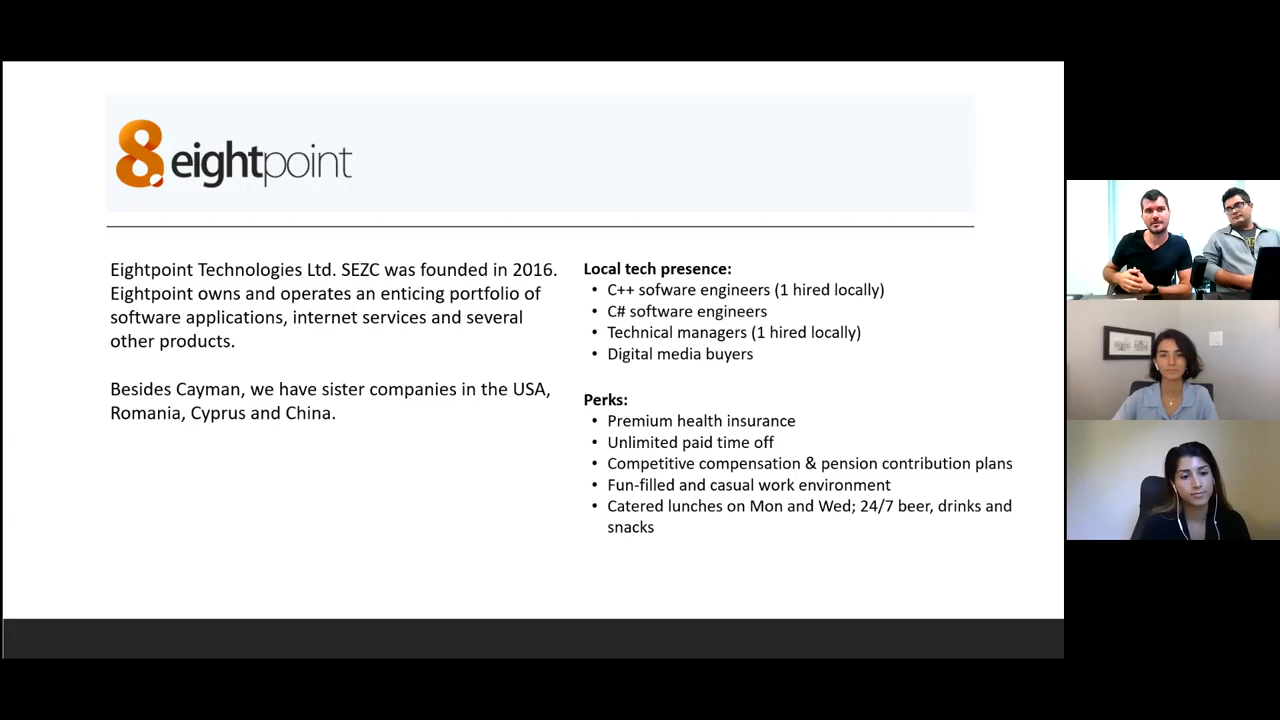 8 eightpoint
Eightpoint Technologies Ltd. SEZC was founded in 2016.
Eightpoint owns and operates an enticing portfolio of
software applications, internet services and several
other products.
Besides Cayman, we have sister companies in the USA,
Romania, Cyprus and China.
Local tech presence:
• C++ sofware engineers (1 hired locally)
• C# software engineers
• Technical managers (1 hired locally)
• Digital media buyers
Perks:
• Premium health insurance
• Unlimited paid time off
• Competitive compensation & pension contribution plans
• Fun-filled and casual work environment
• Catered lunches on Mon and Wed; 24/7 beer, drinks and
snacks